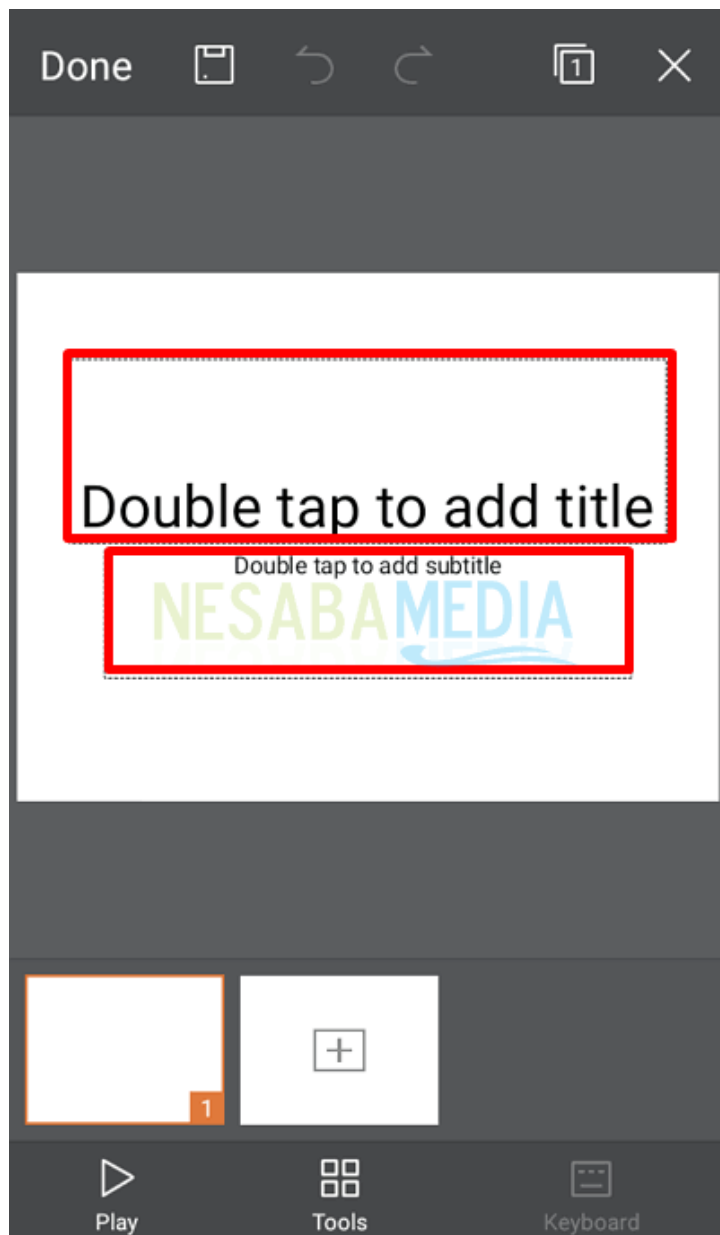 Done
1
Double tap to add title
Double tap to add subtitle
NESABAMEDIA
1
Play
Tools
Keyboard